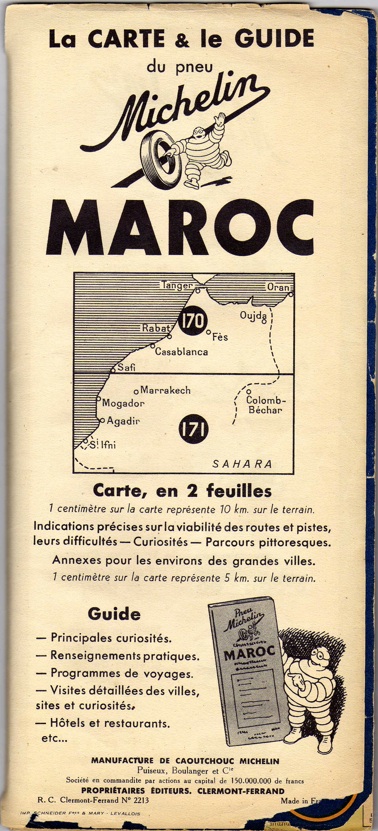 La CARTE & le GUIDE
du pneu
Michelin
MAROC
Tanger
Oran
170
Oujda
Rabat
Fès
Casablanca
Safi
Marrakech
Mogador
Colomb-
Béchar
Agadir
171
S! Ifni
SAHARA
Carte, en 2 feuilles
1 centimètre sur la carte représente 10 km. sur le terrain.
Indications précises sur la viabilité des routes et pistes,
leurs difficultés — Curiosités — Parcours pittoresques.
Annexes pour les environs des grandes villes.
1 centimètre sur la carte représente 5 km. sur le terrain.
Guide
— Principales curiosités.
— Renseignements pratiques.
— Programmes de voyages.
— Visites détaillées des villes,
sites et curiosités,
— Hôtels et restaurants.
etc...
Pneu
Michelin
MAROC
MANUFACTURE DE CAOUTCHOUC MICHELIN
Puiseux, Boulanger et Cie
Société en commandite par actions au capital de 150.000.000 de francs
PROPRIÉTAIRES ÉDITEURS. CLERMONT-FERRAND
R. C. Clermont-Ferrand N° 2213
Made in Fr
IMP. SCHNEIDER Frs & MARY - LEVALLOIS